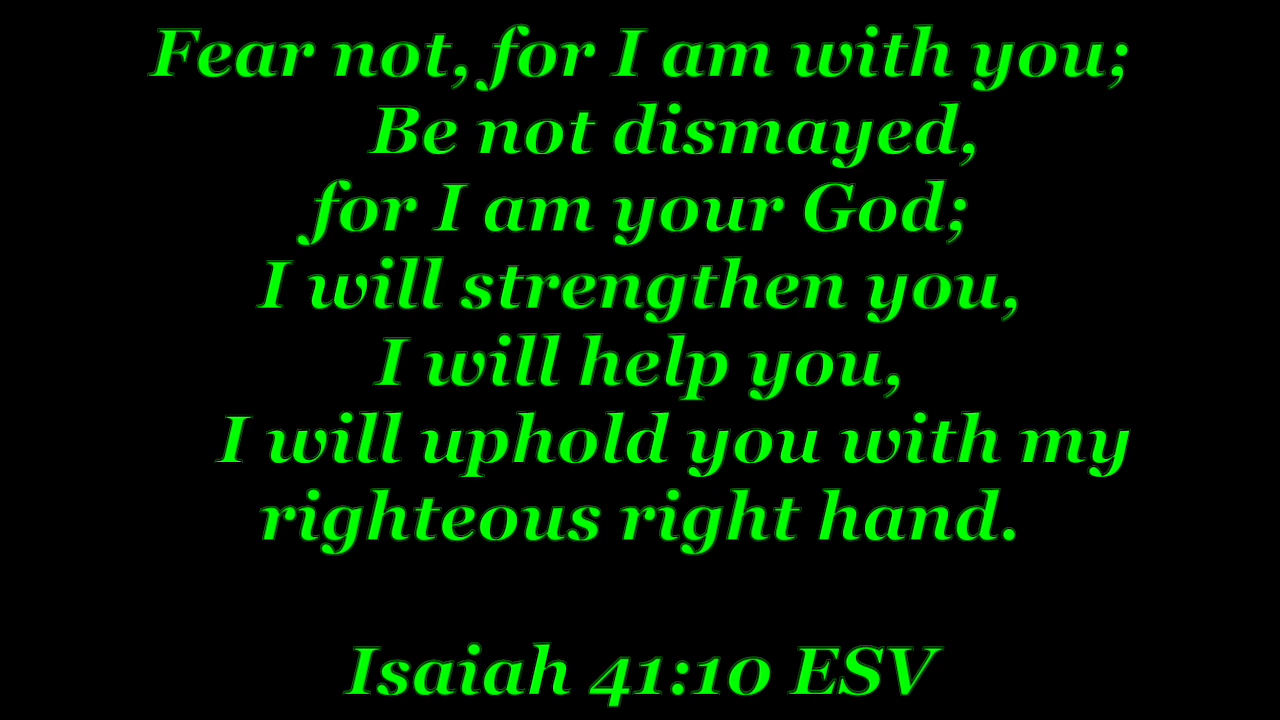 Fear not, for I am with you;
Be not dismayed,
for I am your God;
I will strengthen you,
I will help you,
I will uphold you with my
righteous right hand.
Isaiah 41:10 ESV